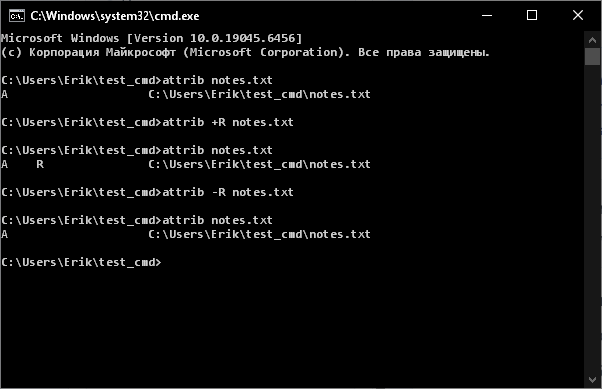 C:\Windows\system32\cmd.exe
Microsoft Windows [Version 10.0.19045.6456]
(c) Корпорация Майкрософт (Microsoft Corporation). Все права защищены.
C:\Users\Erik\test_cmd>attrib notes.txt
A                    C:\Users\Erik\test_cmd\notes.txt
C:\Users\Erik\test_cmd>attrib +R notes.txt
C:\Users\Erik\test_cmd>attrib notes.txt
A    R               C:\Users\Erik\test_cmd\notes.txt
C:\Users\Erik\test_cmd>attrib -R notes.txt
C:\Users\Erik\test_cmd>attrib notes.txt
A                    C:\Users\Erik\test_cmd\notes.txt
C:\Users\Erik\test_cmd>